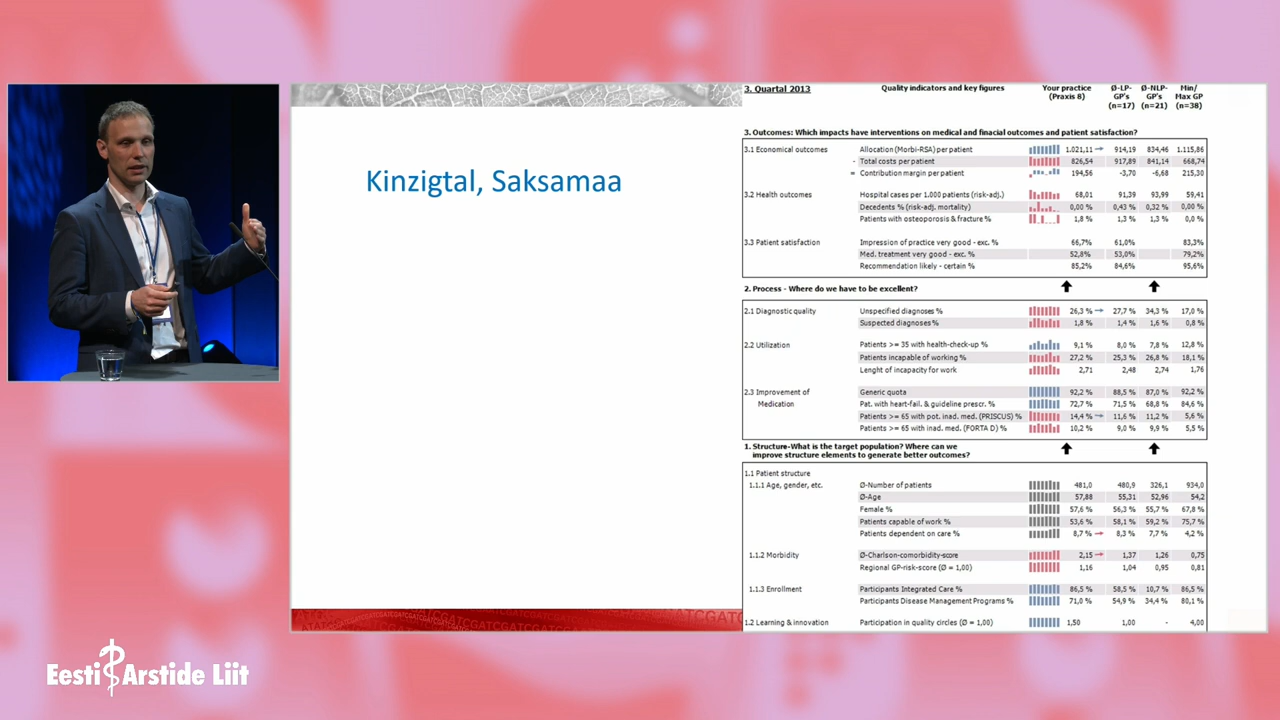 Kinzigtal, Saksamaa
3. Quartal 2013 Quality indicators and key figures Your practice (Praxis 8) Ø-LP-GP's (n=17) Ø-NLP-GP's (n=21) Min/Max GP (n=38)
3. Outcomes: Which impacts have interventions on medical and finacial outcomes and patient satisfaction?
3.1 Economical outcomes Allocation (Morbi-RSA) per patient 1.021,11 914,19 834,46 1.115,86
- Total costs per patient 826,54 917,89 841,14 668,74
= Contribution margin per patient 194,56 -3,70 -6,68 215,30
3.2 Health outcomes Hospital cases per 1.000 patients (risk-adj.) 68,01 91,39 93,99 59,41
Decedents % (risk-adj. mortality) 0,00 % 0,43 % 0,32 % 0,00 %
Patients with osteoporosis & fracture % 1,8 % 1,3 % 1,3 % 0,0 %
3.3 Patient satisfaction Impression of practice very good - exc. % 66,7% 61,0% 83,3%
Med. treatment very good - exc. % 52,8% 53,0% 79,2%
Recommendation likely - certain % 85,2% 84,6% 95,6%
2. Process - Where do we have to be excellent?
2.1 Diagnostic quality Unspecified diagnoses % 26,3 % 27,7 % 34,3 % 17,0 %
Suspected diagnoses % 1,8 % 1,4 % 1,6 % 0,8 %
2.2 Utilization Patients >= 35 with health-check-up % 9,1 % 8,0 % 7,8 % 12,8 %
Patients incapable of working % 27,2 % 25,3 % 26,8 % 18,1 %
Lenght of incapacity for work 2,71 2,48 2,74 1,76
2.3 Improvement of Generic quota 92,2 % 88,5 % 87,0 % 92,2 %
Medication Pat. with heart-fail. & guideline prescr. % 72,7 % 71,5 % 68,8 % 84,6 %
Patients >= 65 with pot. inad. med. (PRISCUS) % 14,4 % 11,6 % 11,2 % 5,6 %
Patients >= 65 with inad. med. (FORTA D) % 10,2 % 9,0 % 9,9 % 5,5 %
1. Structure-What is the target population? Where can we
improve structure elements to generate better outcomes?
1.1 Patient structure
1.1.1 Age, gender, etc. Ø-Number of patients 481,0 480,9 326,1 934,0
Ø-Age 57,88 55,31 52,96 54,2
Female % 57,6 % 56,3 % 55,7 % 67,8 %
Patients capable of work % 53,6 % 58,1 % 59,2 % 75,7 %
Patients dependent on care % 8,7 % 8,3 % 7,7 % 4,2 %
1.1.2 Morbidity Ø-Charlson-comorbidity-score 2,15 1,37 1,26 0,75
Regional GP-risk-score (Ø = 1,00) 1,16 1,04 0,95 0,81
1.1.3 Enrollment Participants Integrated Care % 86,5 % 58,5 % 10,7 % 86,5 %
Participants Disease Management Programs % 71,0 % 54,9 % 34,4 % 80,1 %
1.2 Learning & innovation Participation in quality circles (Ø = 1,00) 1,50 1,00 - 4,00
Eesti Arstide Liit